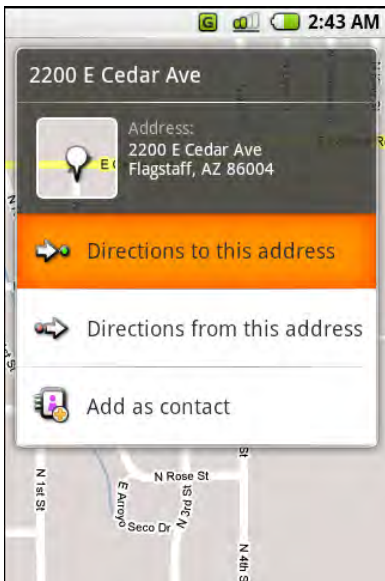 G
2:43 AM
2200 E Cedar Ave
Address:
2200 E Cedar Ave
Flagstaff, AZ 86004
Directions to this address
Directions from this address
Add as contact
N Rose St
N 1st St
E Arroyo
Seco Dr
N 3rd St
St
N 4th S